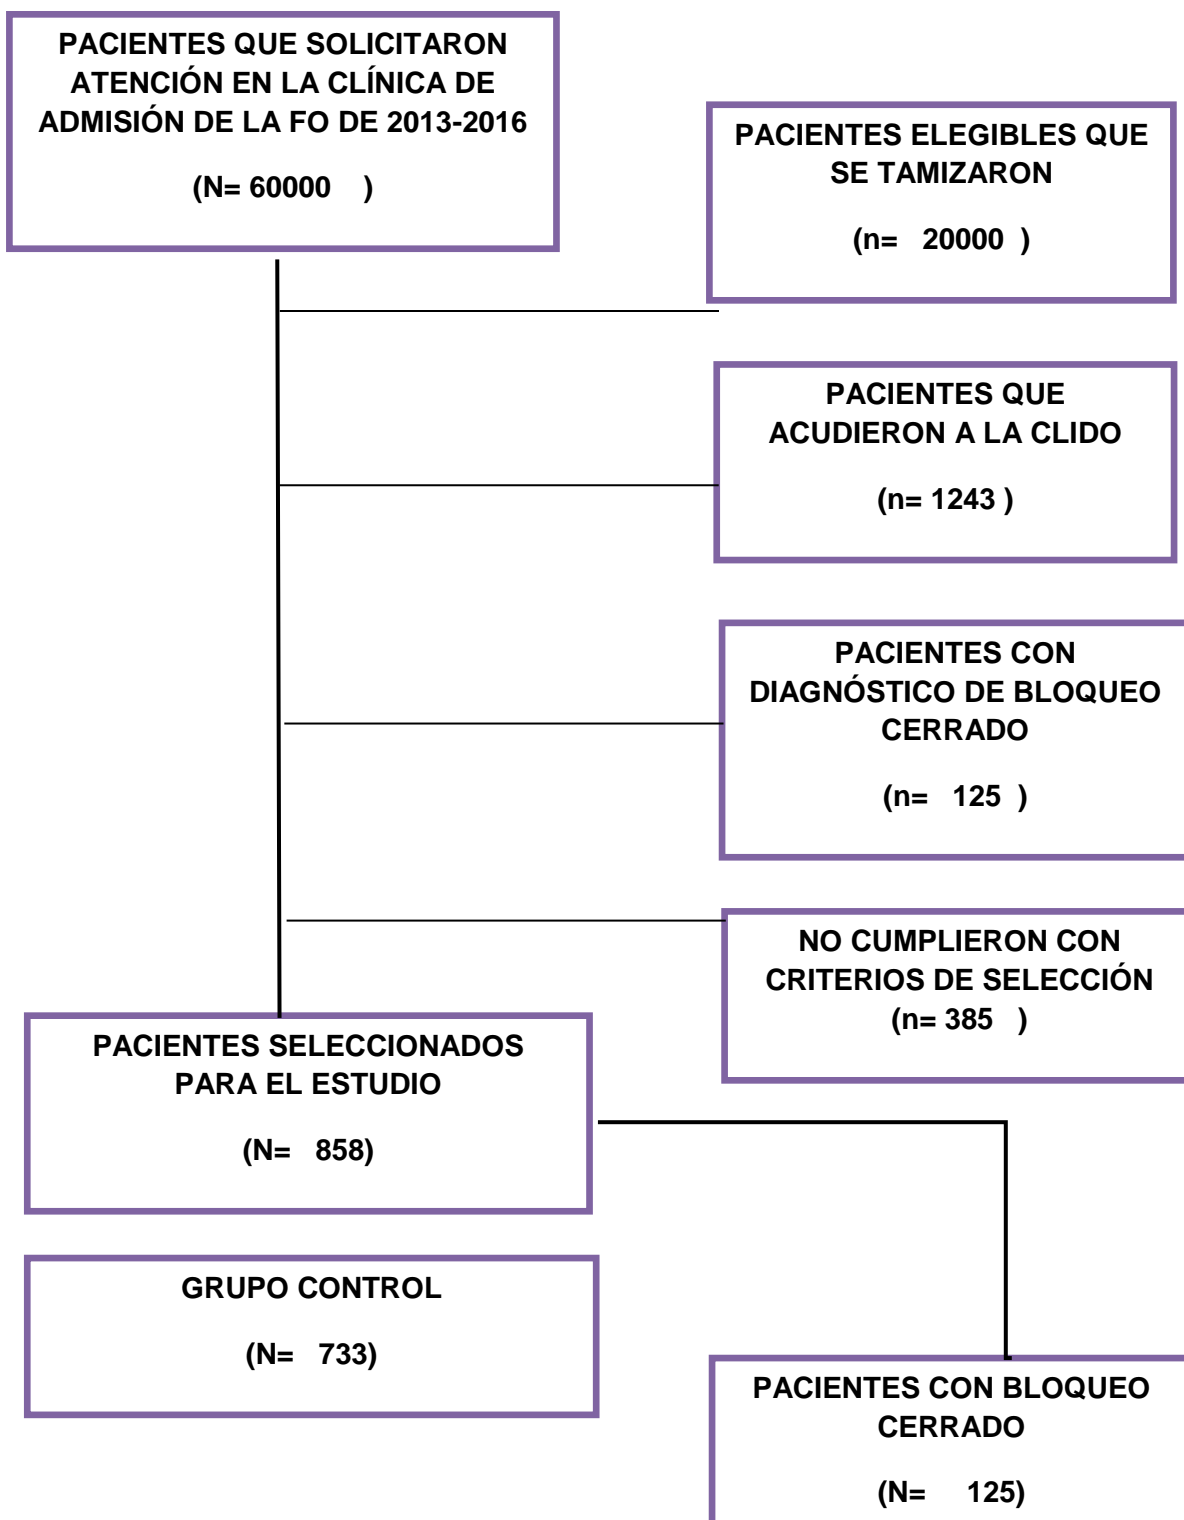 PACIENTES QUE SOLICITARON
ATENCIÓN EN LA CLÍNICA DE
ADMISIÓN DE LA FO DE 2013-2016
(N= 60000 )
PACIENTES ELEGIBLES QUE
SE TAMIZARON
(n= 20000 )
PACIENTES QUE
ACUDIERON A LA CLIDO
(n= 1243 )
PACIENTES CON
DIAGNÓSTICO DE BLOQUEO
CERRADO
(n= 125 )
NO CUMPLIERON CON
CRITERIOS DE SELECCIÓN
(n= 385 )
PACIENTES SELECCIONADOS
PARA EL ESTUDIO
(N= 858)
GRUPO CONTROL
(N= 733)
PACIENTES CON BLOQUEO
CERRADO
(N= 125)